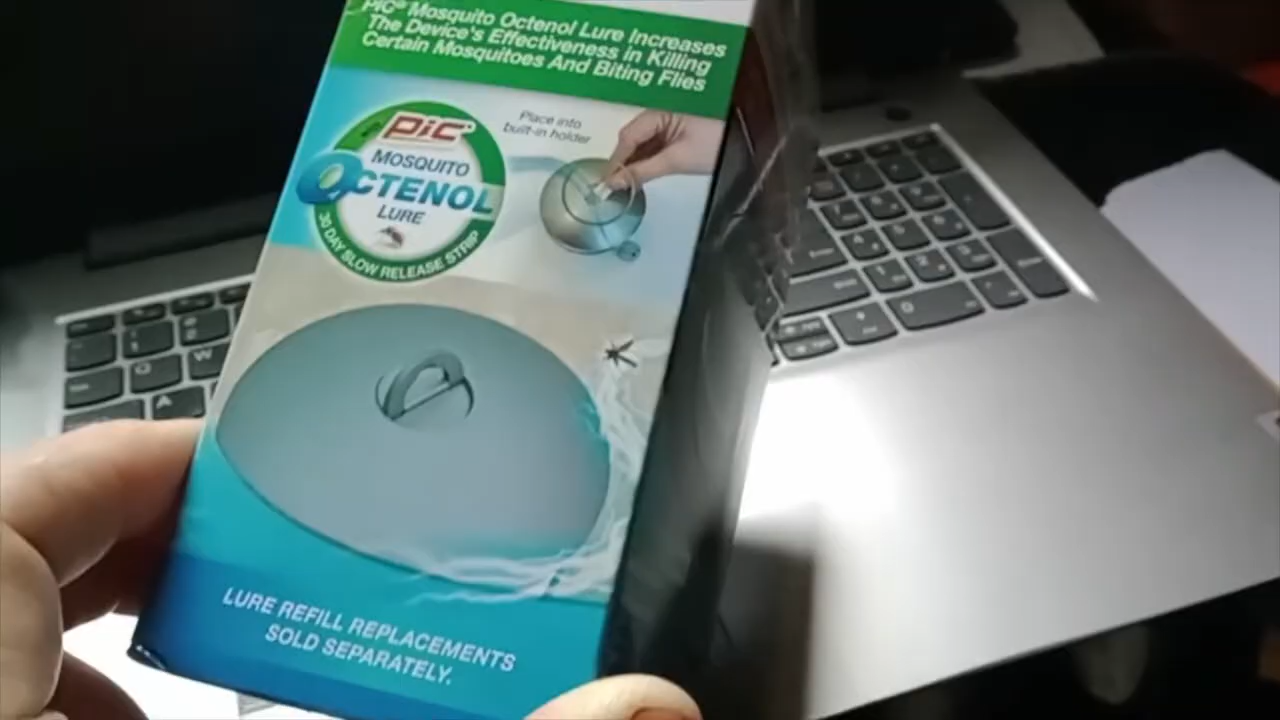 PIC® Mosquito Octenol Lure Increases
The Device's Effectiveness in Killing
Certain Mosquitoes And Biting Flies
PIC®
MOSQUITO
OCTENOL
LURE
30 DAY SLOW RELEASE STRIP
Place into
built-in holder
LURE REFILL REPLACEMENTS
SOLD SEPARATELY.
Q W
A